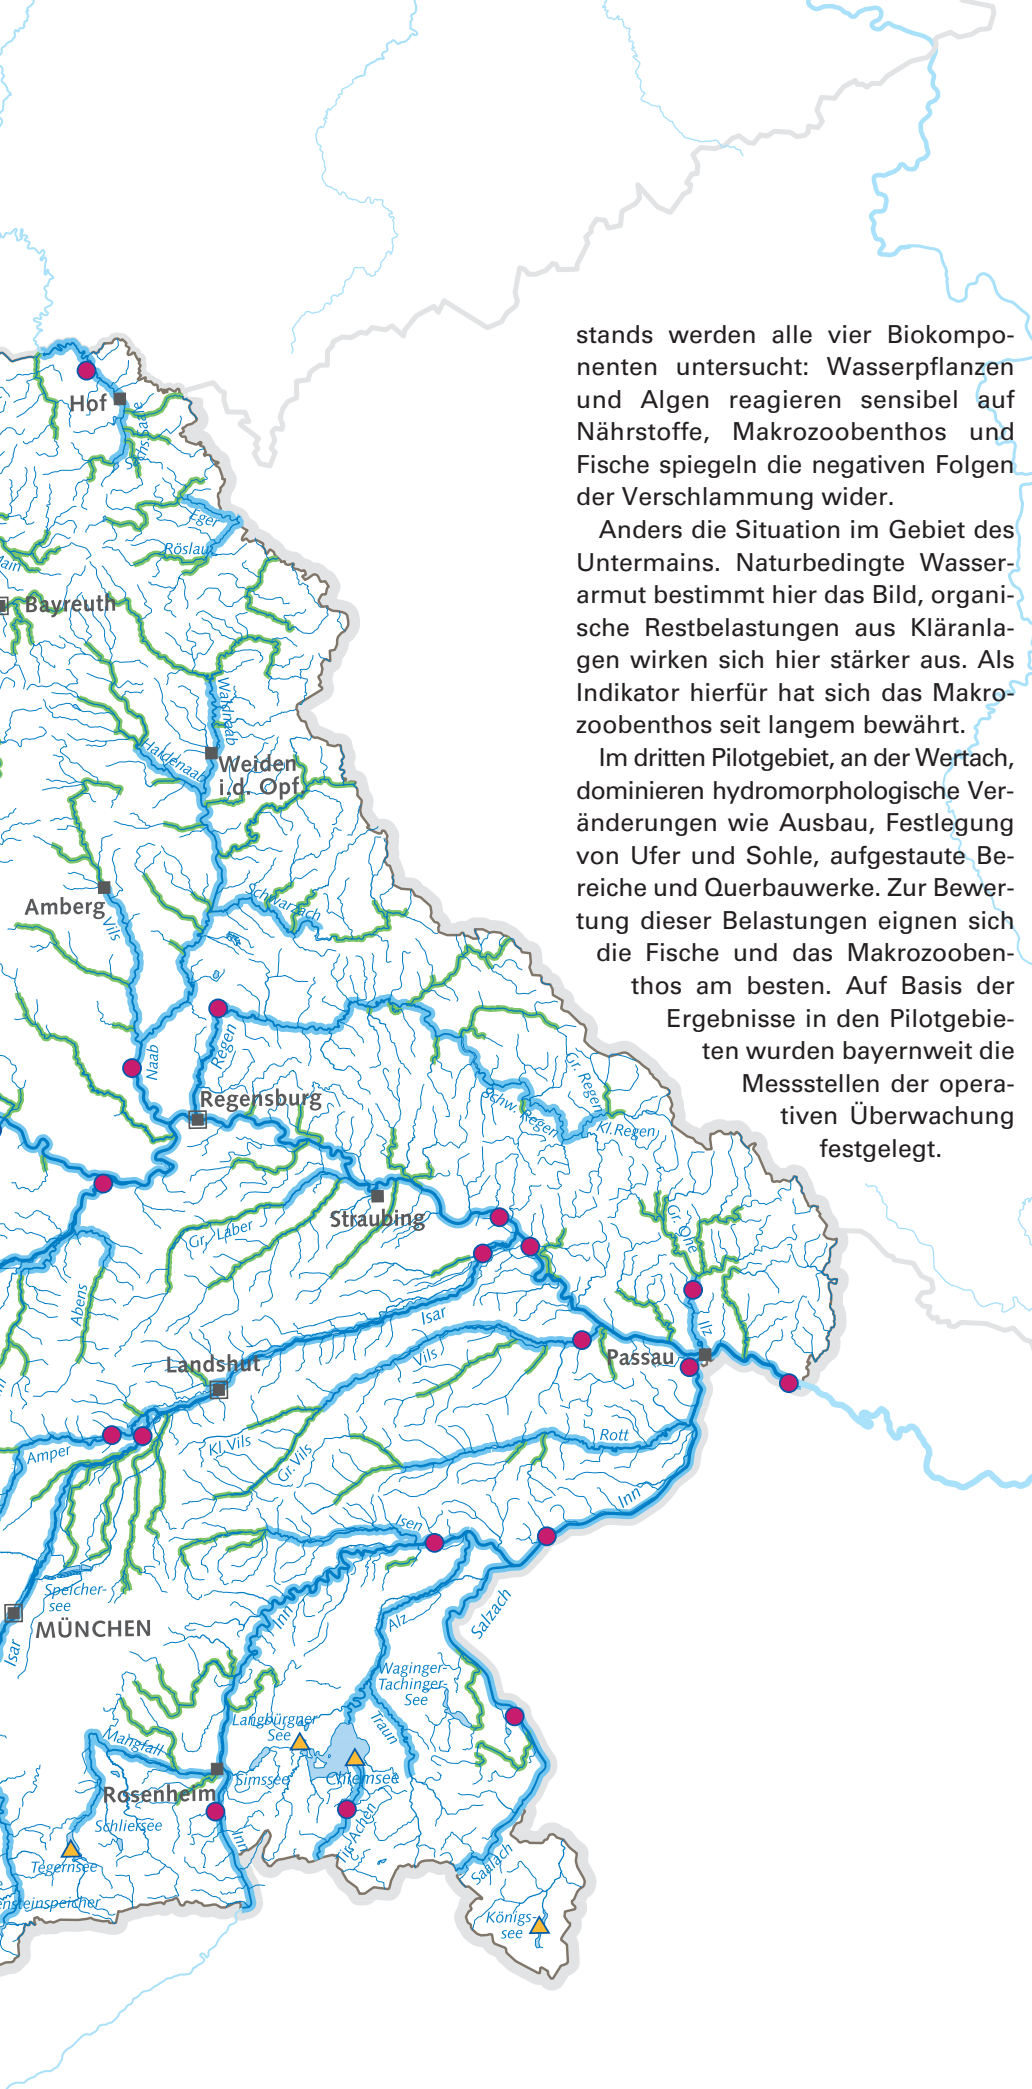 stands werden alle vier Biokompo-
nenten untersucht: Wasserpflanzen
und Algen reagieren sensibel auf
Nährstoffe, Makrozoobenthos und
Fische spiegeln die negativen Folgen
der Verschlammung wider.
Anders die Situation im Gebiet des
Untermains. Naturbedingte Wasser-
armut bestimmt hier das Bild, organi-
sche Restbelastungen aus Kläranla-
gen wirken sich hier stärker aus. Als
Indikator hierfür hat sich das Makro-
zoobenthos seit langem bewährt.
Im dritten Pilotgebiet, an der Wertach,
dominieren hydromorphologische Ver-
änderungen wie Ausbau, Festlegung
von Ufer und Sohle, aufgestaute Be-
reiche und Querbauwerke. Zur Bewer-
tung dieser Belastungen eignen sich
die Fische und das Makrozooben-
thos am besten. Auf Basis der
Ergebnisse in den Pilotgebie-
ten wurden bayernweit die
Messstellen der opera-
tiven Überwachung
festgelegt.
Hof
Eger
Röslau
Main
Bayreuth
Waldnaab
Haidenaab
Weiden
i.d. Opf.
Amberg
Vils
Schwarzach
Naab
Regen
Gr. Regen
Schw. Regen
Kl.Regen
Regensburg
Straubing
Gr. Laber
Gr. Ohe
Abens
Isar
Ilz
Landshut
Vils
Passau
Amper
Kl.Vils
Gr.Vils
Rott
Inn
Isen
Speicher-
see
MÜNCHEN
Isar
Inn
Alz
Salzach
Waginger-
Tachinger-
See
Langbürgner
See
Traun
Mangfall
Simssee
Chiemsee
Rosenheim
Schliersee
Inn
Tir. Achen
Tegernsee
Saalach
ensteinspeicher
Königs-
see